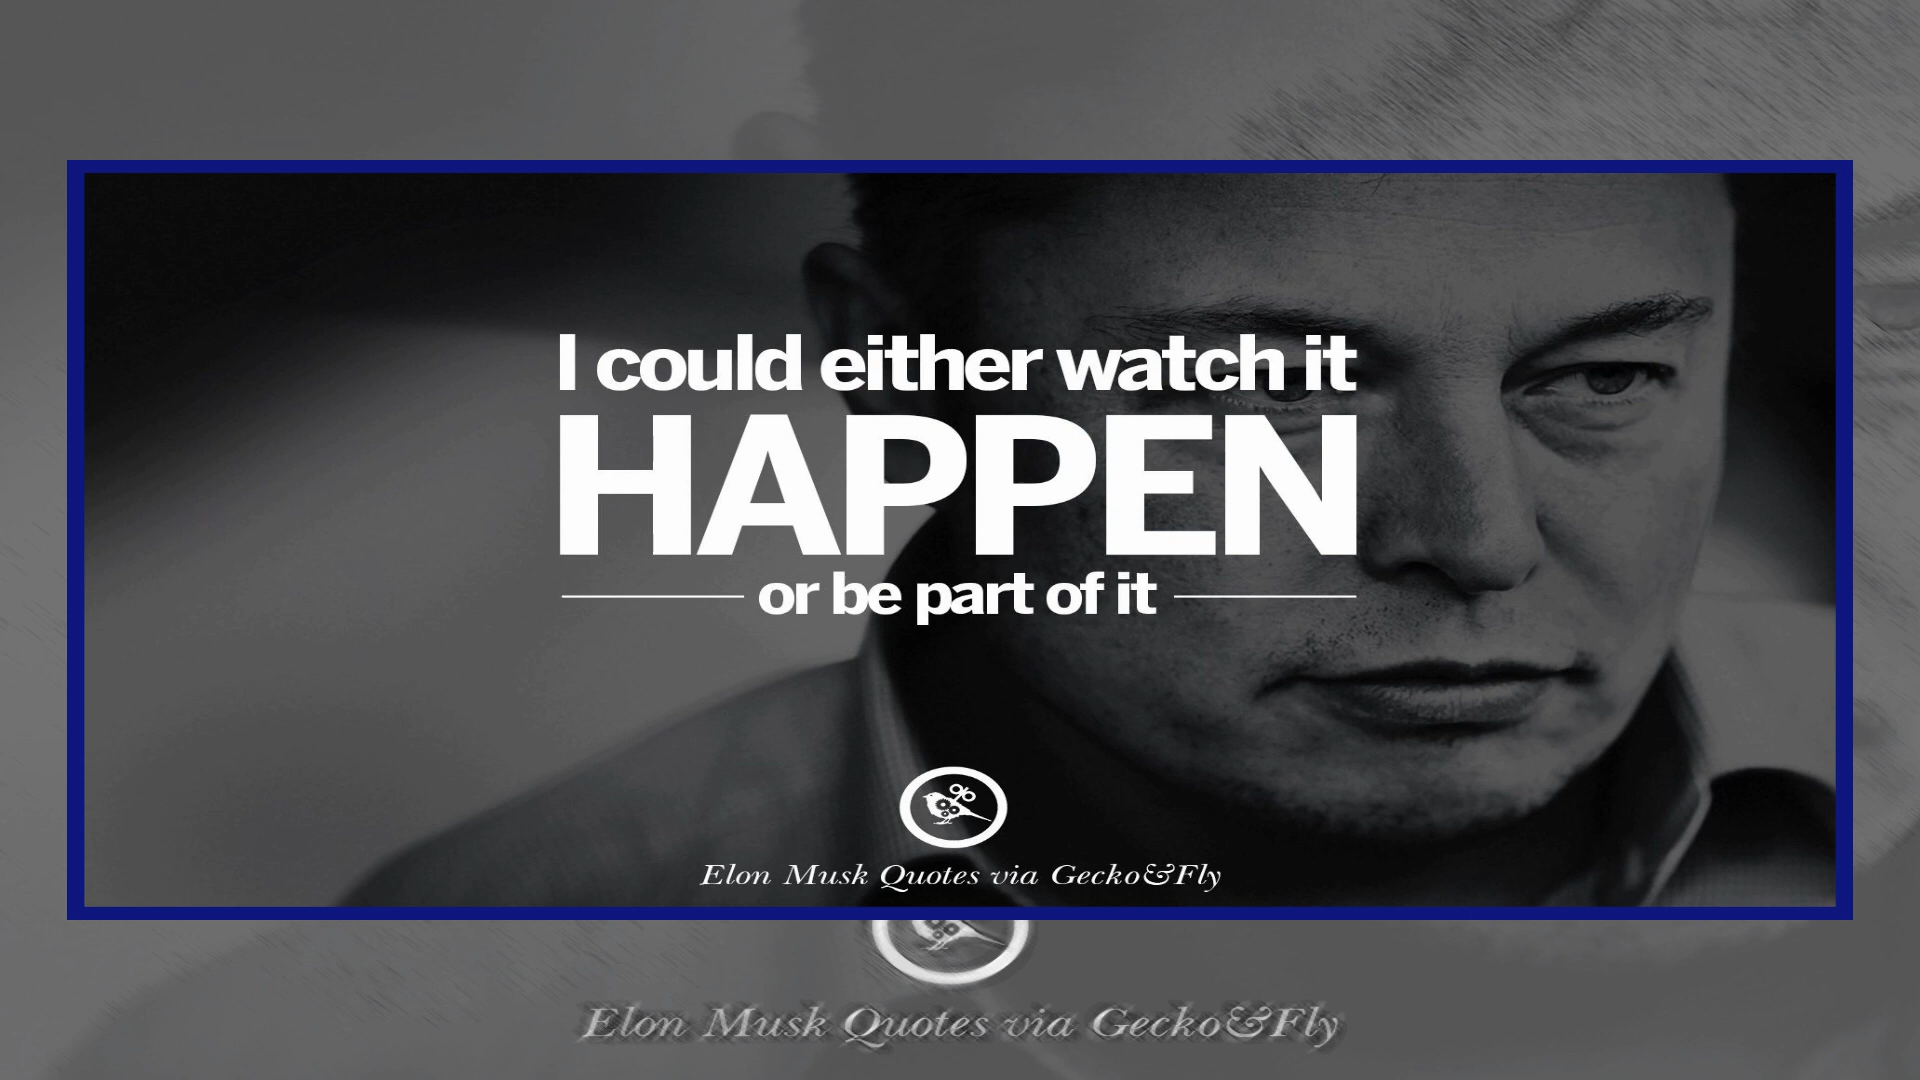 I could either watch it
HAPPEN
or be part of it
Elon Musk Quotes via Gecko&Fly
Elon Musk Quotes via Gecko&Fly